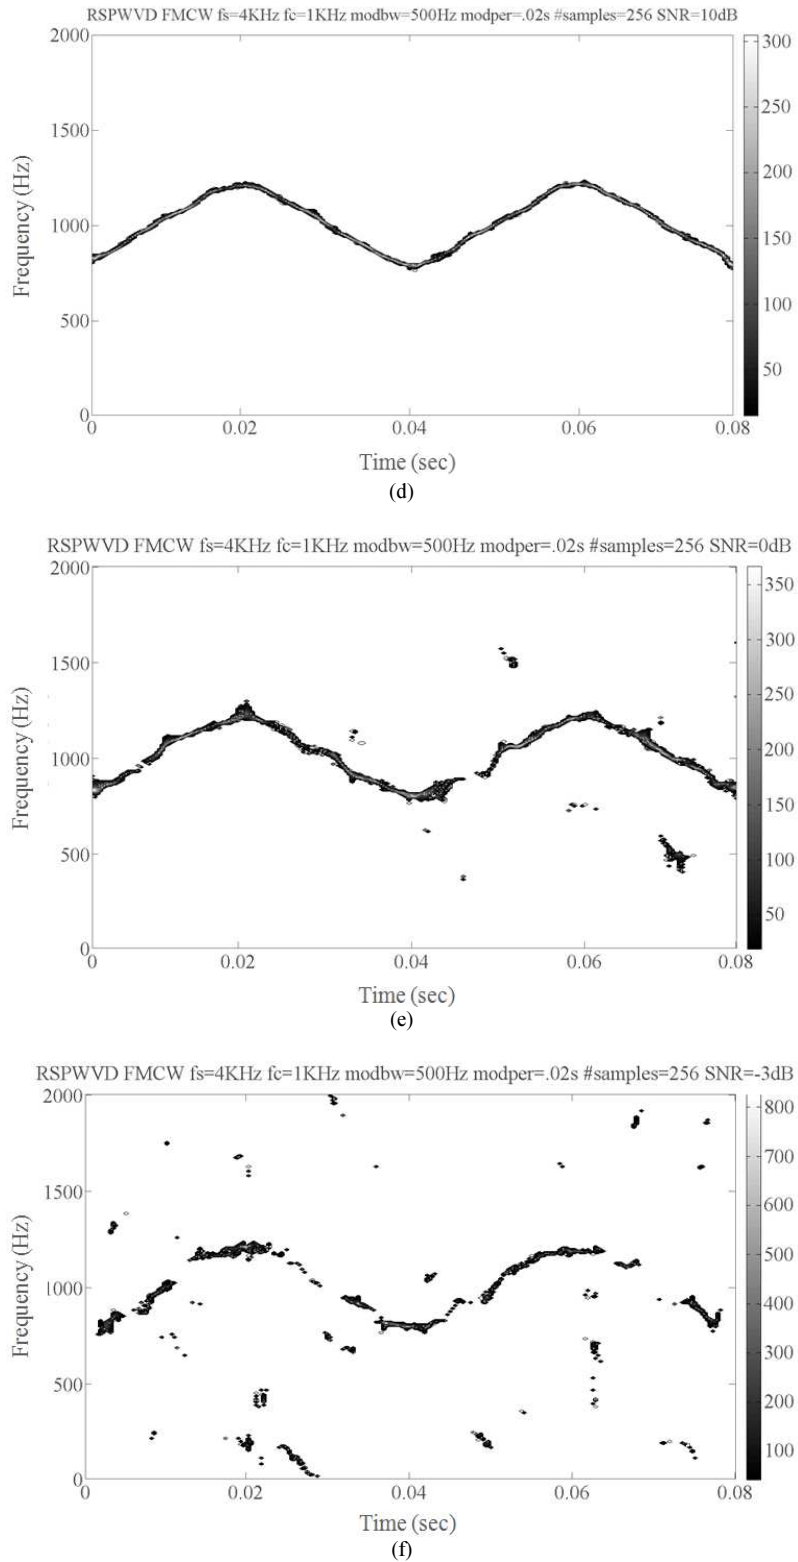 RSPWVD FMCW fs=4KHz fc=1KHz modbw=500Hz modper=.02s #samples=256 SNR=10dB
2000
1500
1000
500
0
Frequency (Hz)
0 0.02 0.04 0.06 0.08
Time (sec)
300
250
200
150
100
50
(d)
RSPWVD FMCW fs=4KHz fc=1KHz modbw=500Hz modper=.02s #samples=256 SNR=0dB
2000
1500
1000
500
0
Frequency (Hz)
0 0.02 0.04 0.06 0.08
Time (sec)
350
300
250
200
150
100
50
(e)
RSPWVD FMCW fs=4KHz fc=1KHz modbw=500Hz modper=.02s #samples=256 SNR=-3dB
2000
1500
1000
500
0
Frequency (Hz)
0 0.02 0.04 0.06 0.08
Time (sec)
800
700
600
500
400
300
200
100
(f)